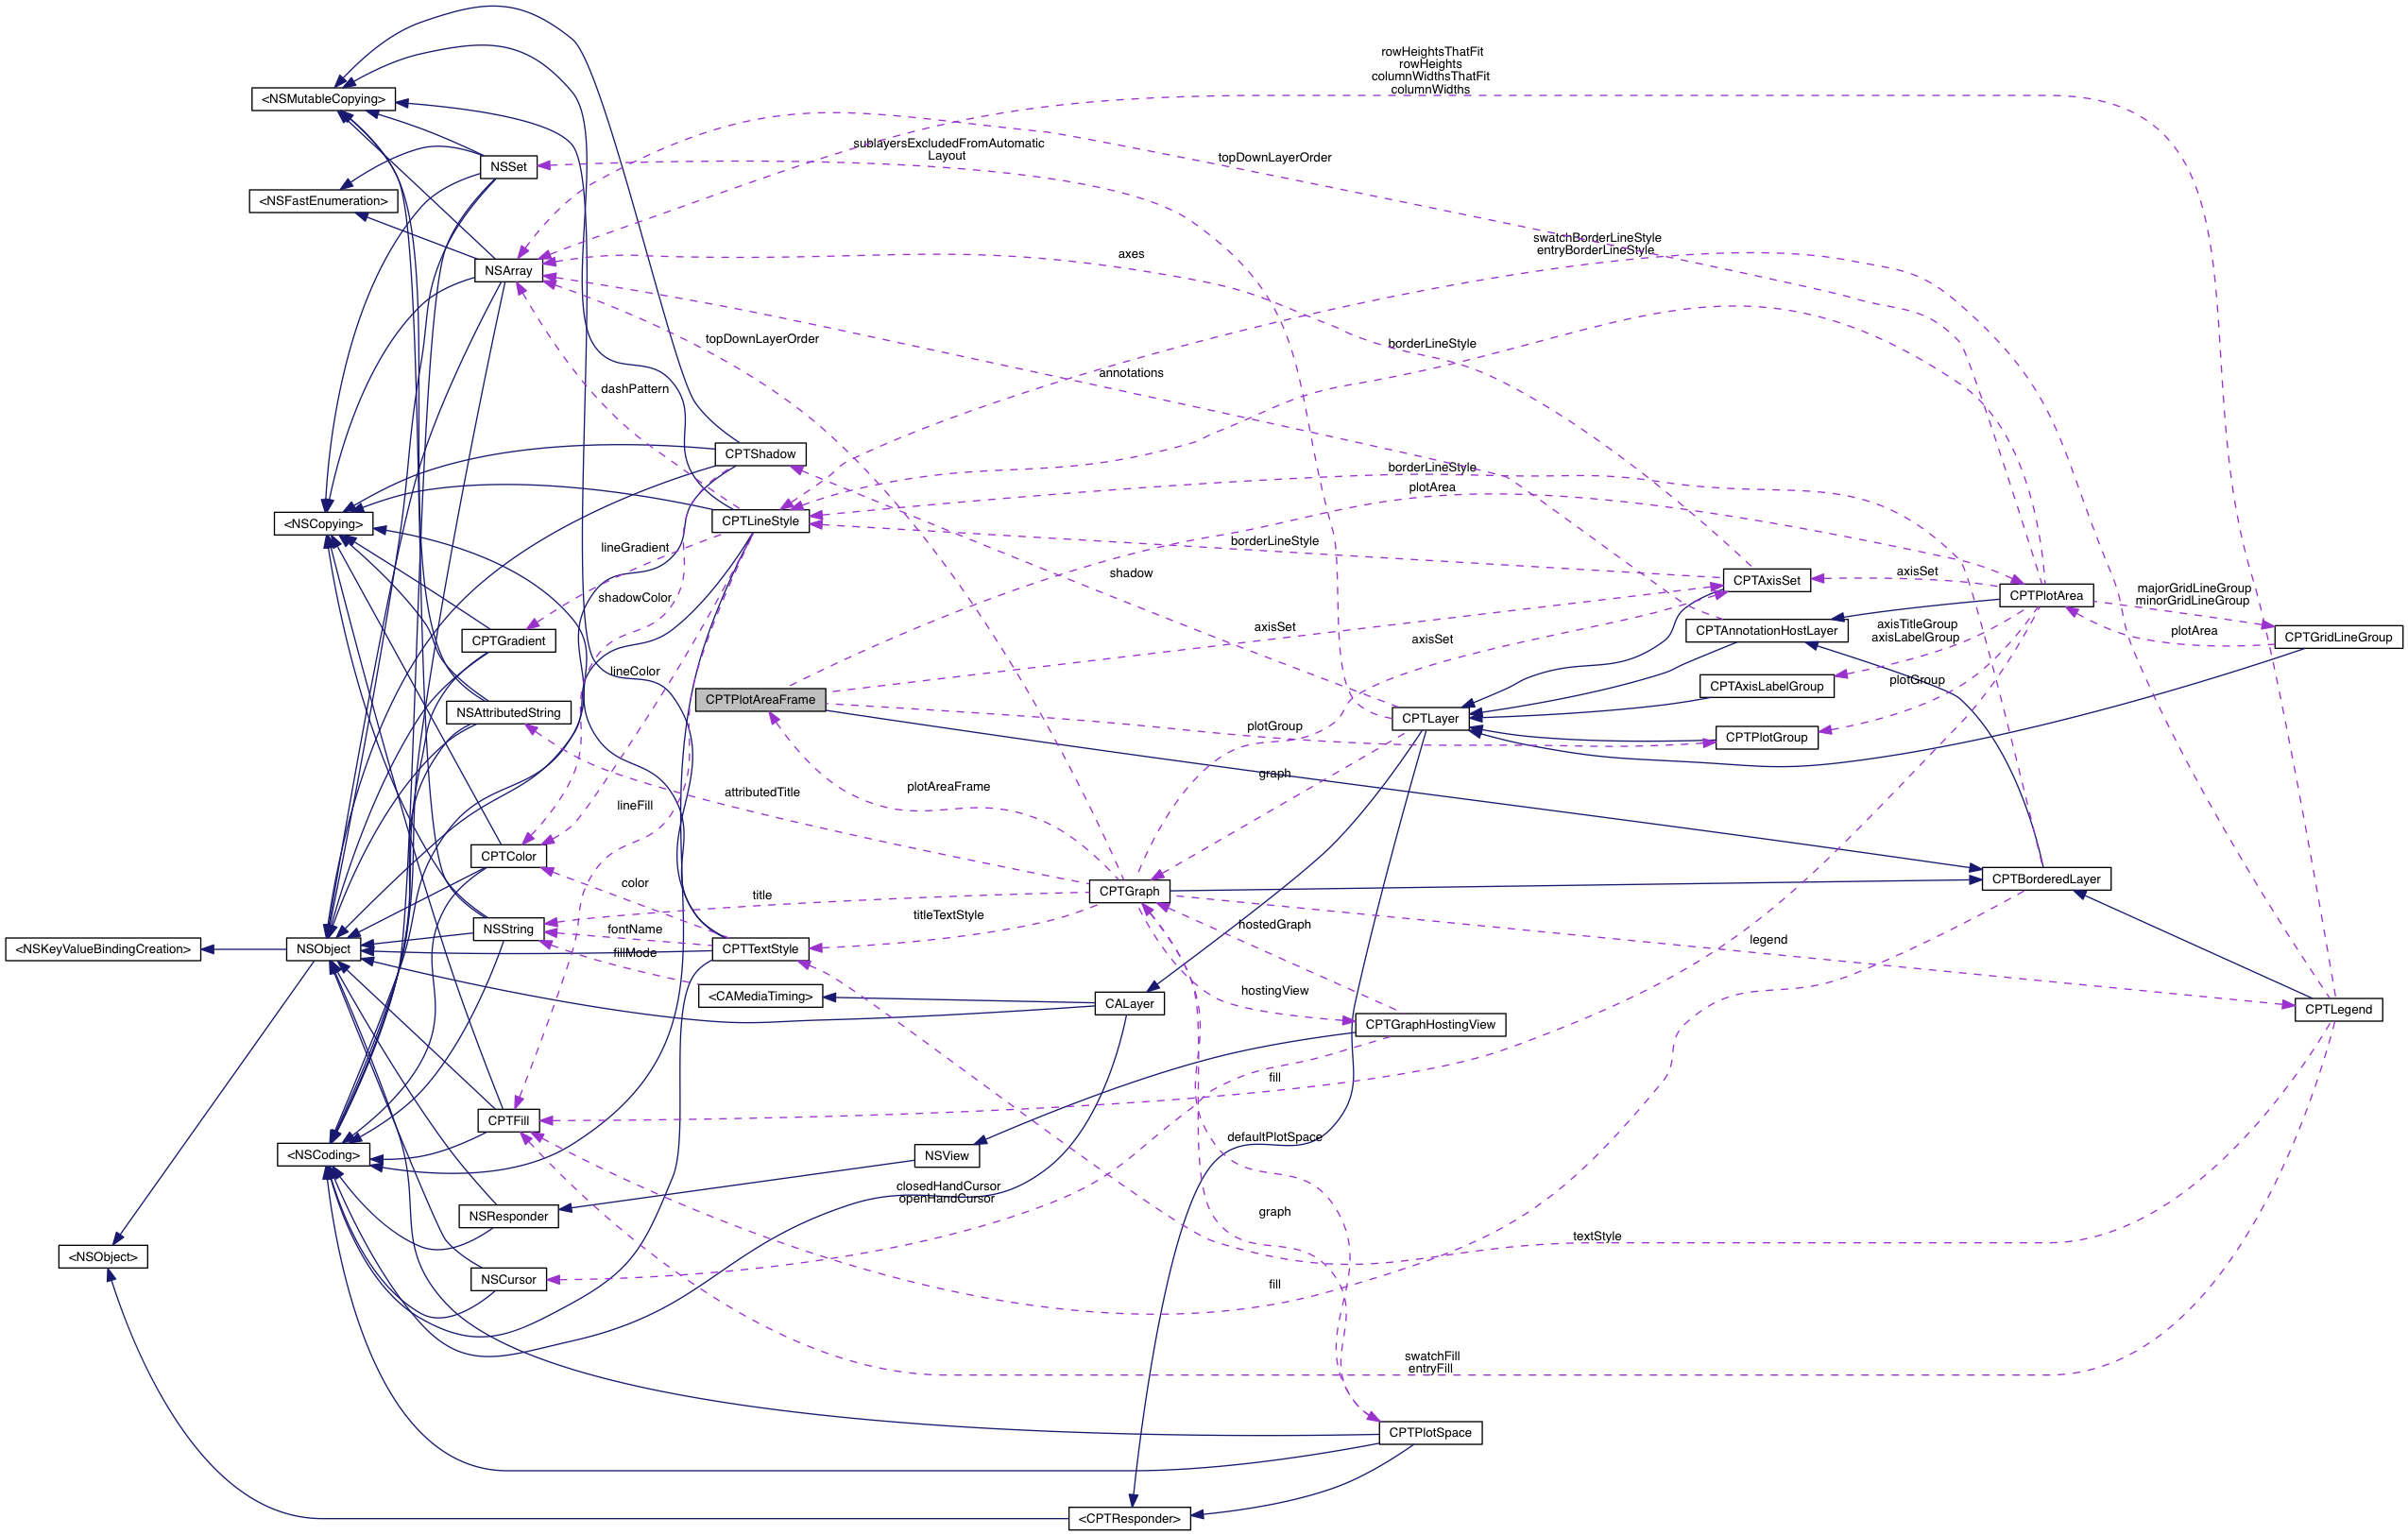 rowHeightsThatFit
rowHeights
columnWidthsThatFit
columnWidths
<NSMutableCopying>
sublayersExcludedFromAutomatic
Layout
topDownLayerOrder
NSSet
<NSFastEnumeration>
swatchBorderLineStyle
entryBorderLineStyle
axes
NSArray
topDownLayerOrder
borderLineStyle
annotations
dashPattern
CPTShadow
borderLineStyle
plotArea
CPTLineStyle
<NSCopying>
borderLineStyle
lineGradient
shadow
axisSet
CPTAxisSet
majorGridLineGroup
minorGridLineGroup
CPTPlotArea
shadowColor
axisSet
axisSet
axisTitleGroup
axisLabelGroup
CPTAnnotationHostLayer
plotArea
CPTGridLineGroup
CPTGradient
lineColor
CPTAxisLabelGroup
plotGroup
CPTPlotAreaFrame
NSAttributedString
CPTLayer
plotGroup
CPTPlotGroup
graph
plotAreaFrame
attributedTitle
lineFill
CPTColor
color
CPTGraph
CPTBorderedLayer
title
titleTextStyle
hostedGraph
NSString
fontName
<NSKeyValueBindingCreation>
NSObject
CPTTextStyle
fillMode
legend
hostingView
<CAMediaTiming>
CALayer
CPTGraphHostingView
CPTLegend
fill
CPTFill
defaultPlotSpace
<NSCoding>
NSView
closedHandCursor
openHandCursor
NSResponder
graph
textStyle
<NSObject>
NSCursor
fill
swatchFill
entryFill
CPTPlotSpace
<CPTResponder>